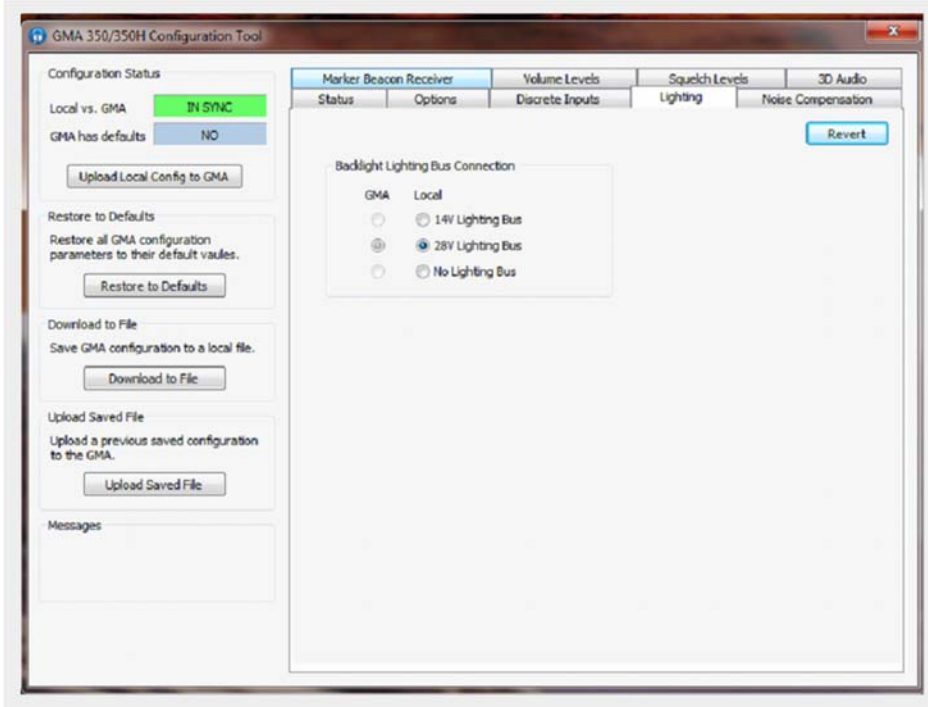 GMA 350/350H Configuration Tool
X
Configuration Status
Local vs. GMA IN SYNC
GMA has defaults NO
Upload Local Config to GMA
Restore to Defaults
Restore all GMA configuration
parameters to their default vaules.
Restore to Defaults
Download to File
Save GMA configuration to a local file.
Download to File
Upload Saved File
Upload a previous saved configuration
to the GMA.
Upload Saved File
Messages
Marker Beacon Receiver Volume Levels Squelch Levels 3D Audio
Status Options Discrete Inputs Lighting Noise Compensation
Revert
Backlight Lighting Bus Connection
GMA Local
14V Lighting Bus
28V Lighting Bus
No Lighting Bus